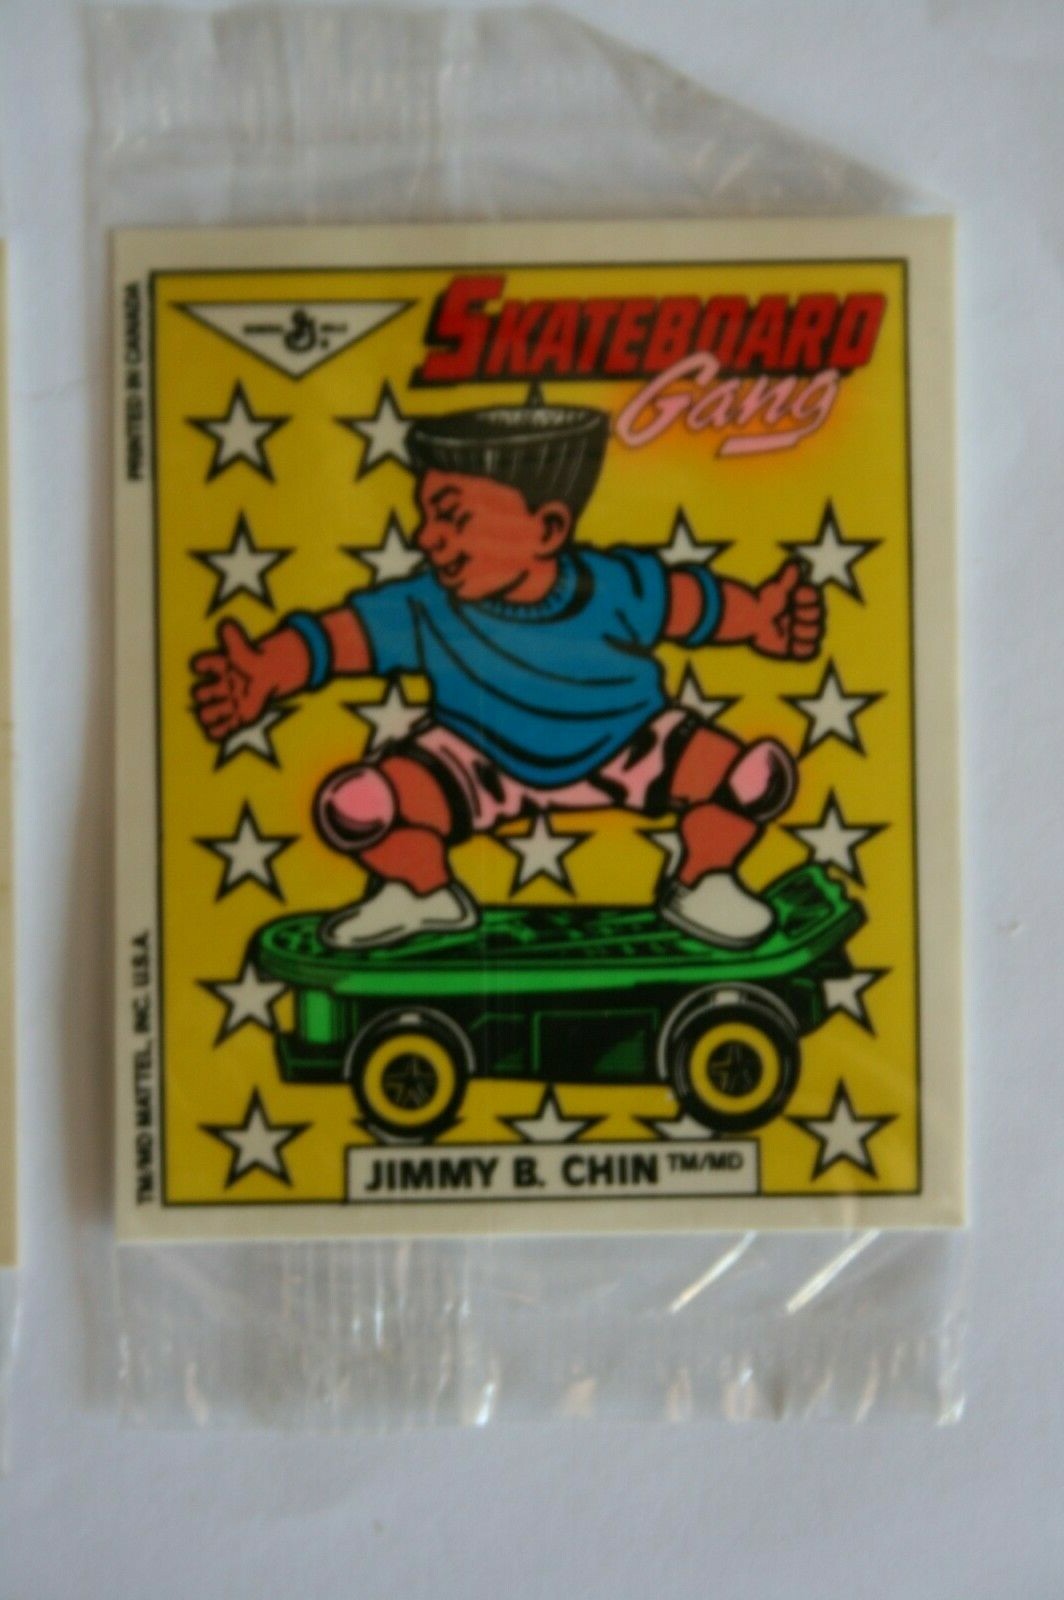 SKATEBOARD
Gang
PRINTED IN CANADA
TM/MD MATTEL, INC. U.S.A.
JIMMY B. CHIN TM/MD